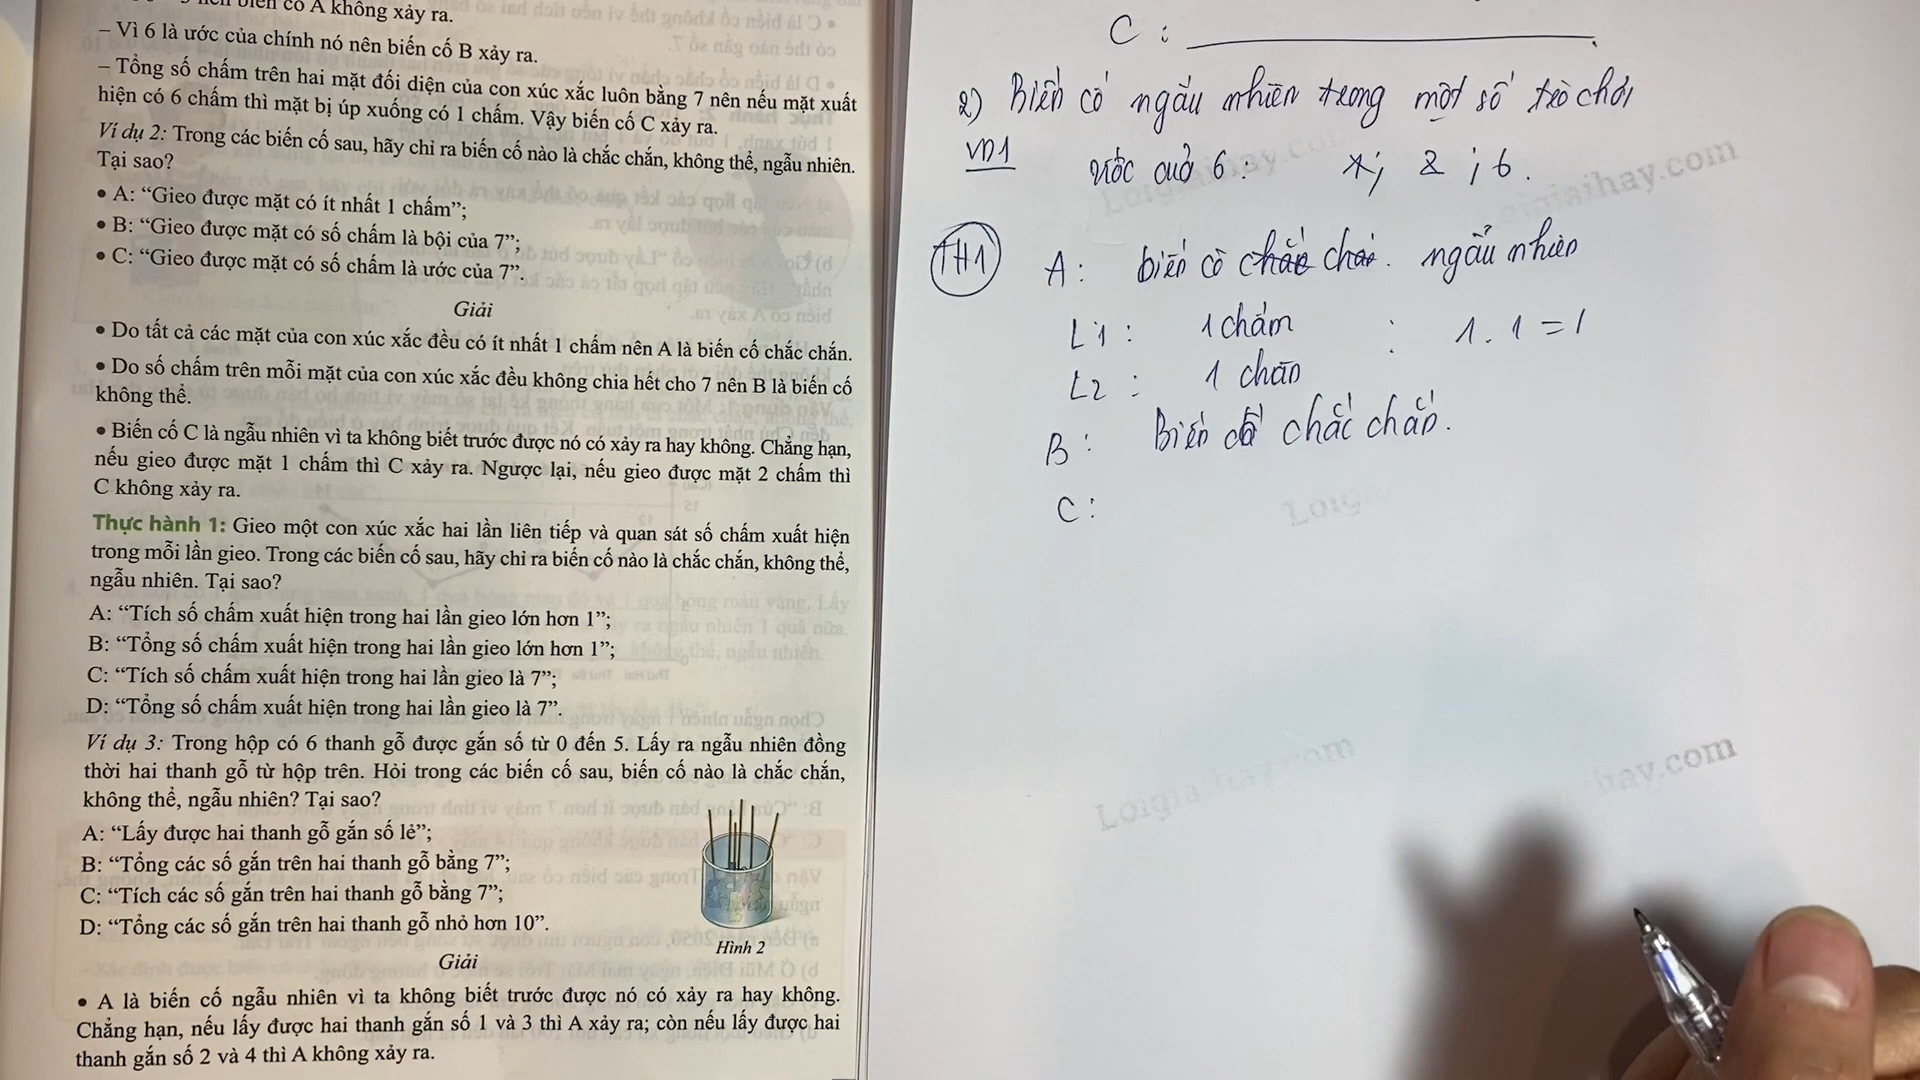 biến cố A không xảy ra.
– Vì 6 là ước của chính nó nên biến cố B xảy ra.
– Tổng số chấm trên hai mặt đối diện của con xúc xắc luôn bằng 7 nên nếu mặt xuất
hiện có 6 chấm thì mặt bị úp xuống có 1 chấm. Vậy biến cố C xảy ra.
Ví dụ 2: Trong các biến cố sau, hãy chỉ ra biến cố nào là chắc chắn, không thể, ngẫu nhiên.
Tại sao?
• A: “Gieo được mặt có ít nhất 1 chấm”;
• B: “Gieo được mặt có số chấm là bội của 7”;
• C: “Gieo được mặt có số chấm là ước của 7”.
Giải
• Do tất cả các mặt của con xúc xắc đều có ít nhất 1 chấm nên A là biến cố chắc chắn.
• Do số chấm trên mỗi mặt của con xúc xắc đều không chia hết cho 7 nên B là biến cố
không thể.
• Biến cố C là ngẫu nhiên vì ta không biết trước được nó có xảy ra hay không. Chẳng hạn,
nếu gieo được mặt 1 chấm thì C xảy ra. Ngược lại, nếu gieo được mặt 2 chấm thì
C không xảy ra.
Thực hành 1: Gieo một con xúc xắc hai lần liên tiếp và quan sát số chấm xuất hiện
trong mỗi lần gieo. Trong các biến cố sau, hãy chỉ ra biến cố nào là chắc chắn, không thể,
ngẫu nhiên. Tại sao?
A: “Tích số chấm xuất hiện trong hai lần gieo lớn hơn 1”;
B: “Tổng số chấm xuất hiện trong hai lần gieo lớn hơn 1”;
C: “Tích số chấm xuất hiện trong hai lần gieo là 7”;
D: “Tổng số chấm xuất hiện trong hai lần gieo là 7”.
Ví dụ 3: Trong hộp có 6 thanh gỗ được gắn số từ 0 đến 5. Lấy ra ngẫu nhiên đồng
thời hai thanh gỗ từ hộp trên. Hỏi trong các biến cố sau, biến cố nào là chắc chắn,
không thể, ngẫu nhiên? Tại sao?
A: “Lấy được hai thanh gỗ gắn số lẻ”;
B: “Tổng các số gắn trên hai thanh gỗ bằng 7”;
C: “Tích các số gắn trên hai thanh gỗ bằng 7”;
D: “Tổng các số gắn trên hai thanh gỗ nhỏ hơn 10”.
Hình 2
Giải
• A là biến cố ngẫu nhiên vì ta không biết trước được nó có xảy ra hay không.
Chẳng hạn, nếu lấy được hai thanh gắn số 1 và 3 thì A xảy ra; còn nếu lấy được hai
thanh gắn số 2 và 4 thì A không xảy ra.
C :
2) Biến cố ngẫu nhiên trong một số trò chơi
VD1 ước của 6 : 1; 2 ; 6.
TH1 A : biến cố chắc chắn. ngẫu nhiên
L1 : 1 chấm : 1 . 1 = 1
L2 : 1 chấm
B : Biến cố chắc chắn.
C :
Loigiaihay.com